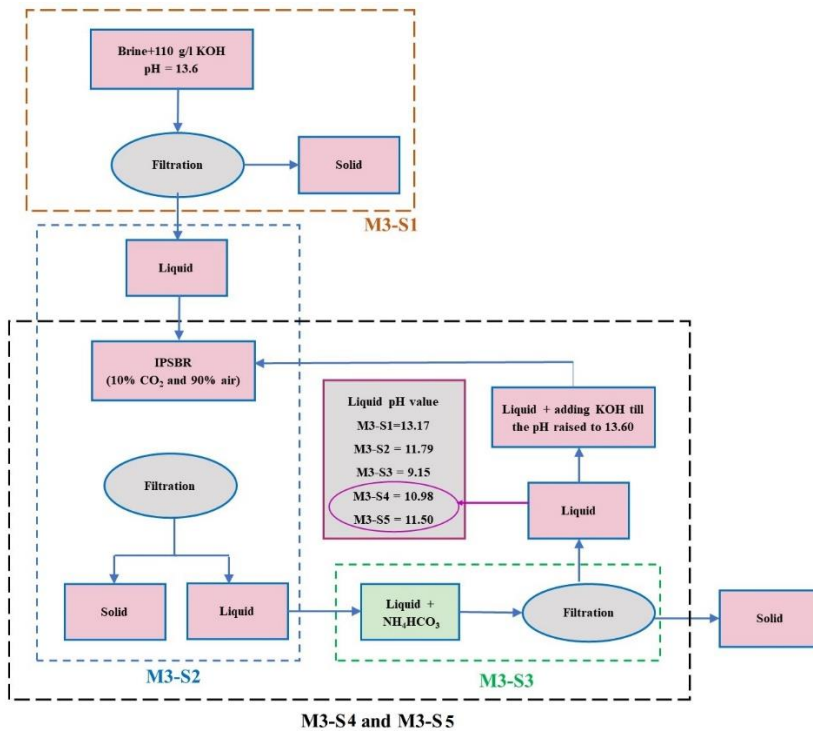 Brine+110 g/l KOH
pH = 13.6
Filtration
Solid
M3-S1
Liquid
IPSBR
(10% CO₂ and 90% air)
Liquid pH value
M3-S1=13.17
M3-S2 = 11.79
M3-S3 = 9.15
M3-S4 = 10.98
M3-S5 = 11.50
Liquid + adding KOH till
the pH raised to 13.60
Filtration
Liquid
Solid
Liquid
Liquid +
NH₄HCO₃
Filtration
Solid
M3-S2
M3-S3
M3-S4 and M3-S5